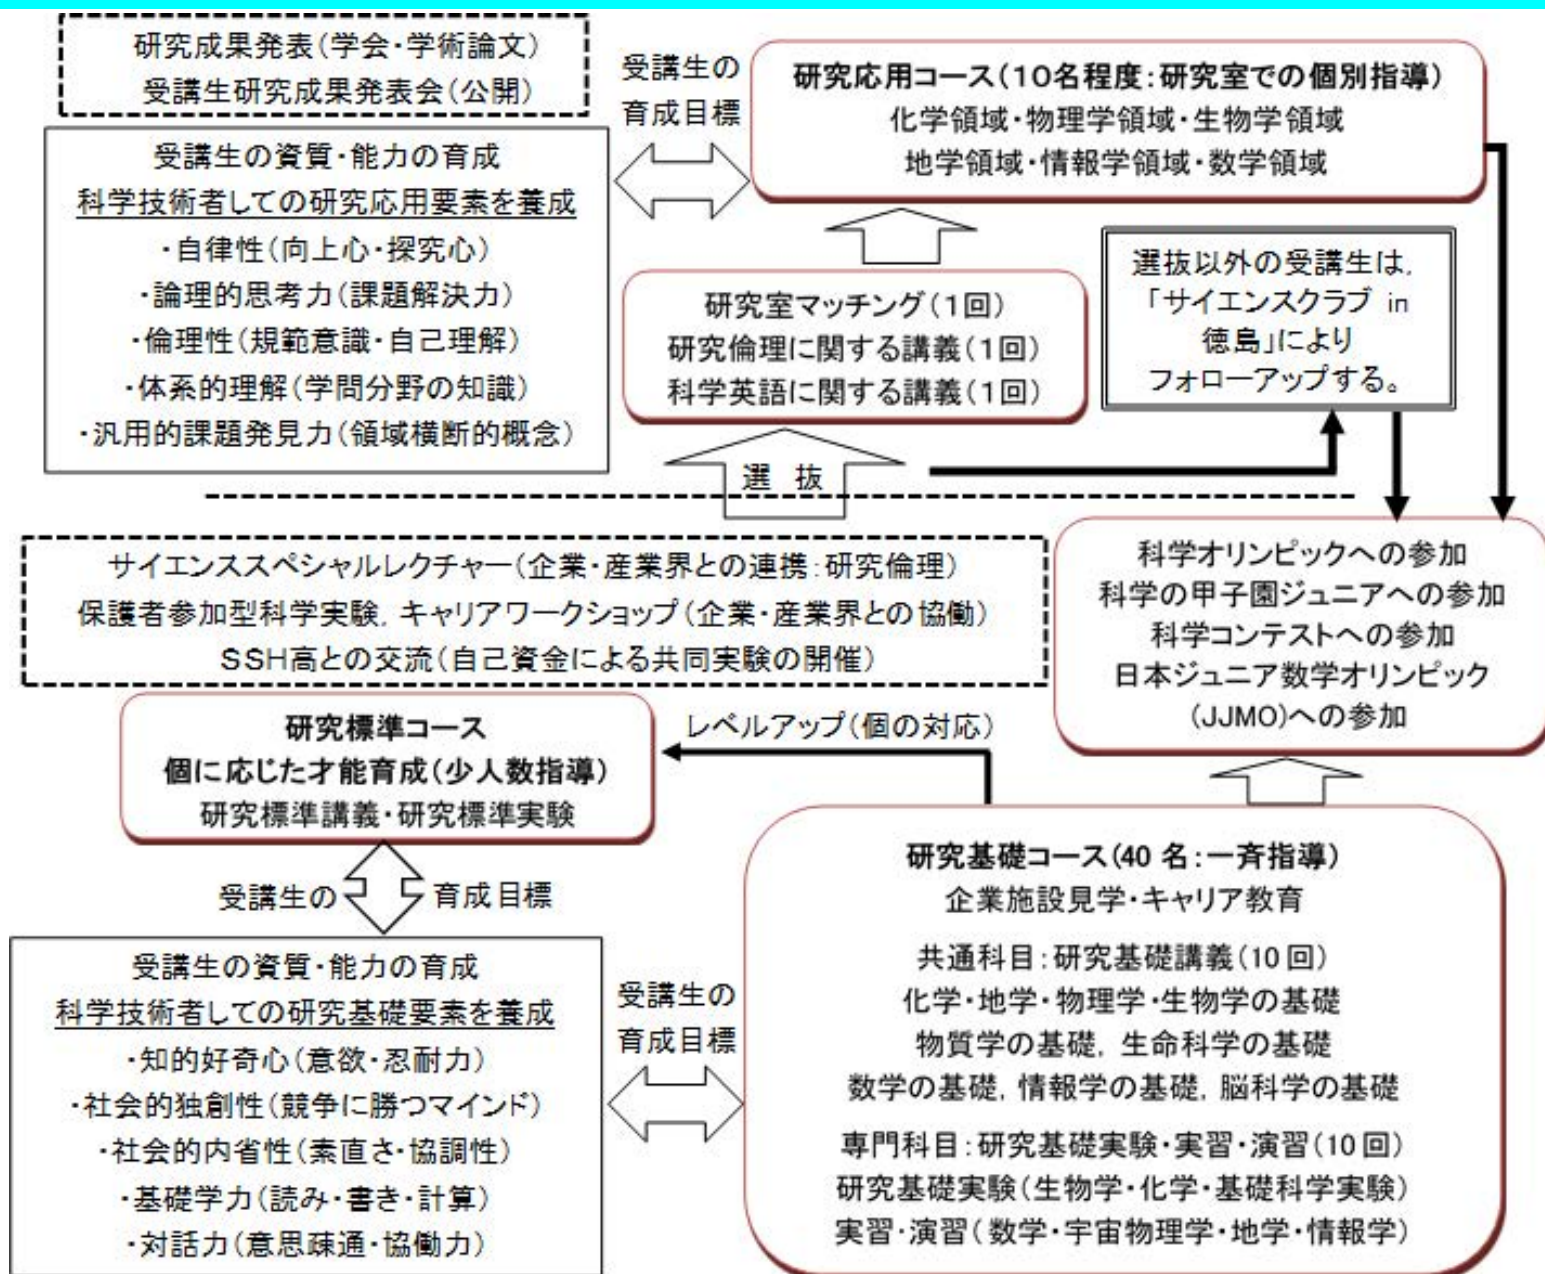 研究成果発表(学会・学術論文)
受講生研究成果発表会(公開)
受講生の
育成目標
研究応用コース(10名程度:研究室での個別指導)
化学領域・物理学領域・生物学領域
地学領域・情報学領域・数学領域
受講生の資質・能力の育成
科学技術者しての研究応用要素を養成
・自律性(向上心・探究心)
・論理的思考力(課題解決力)
・倫理性(規範意識・自己理解)
・体系的理解(学問分野の知識)
・汎用的課題発見力(領域横断的概念)
研究室マッチング(1回)
研究倫理に関する講義(1回)
科学英語に関する講義(1回)
選抜以外の受講生は,
「サイエンスクラブ in
徳島」により
フォローアップする。
選 抜
サイエンススペシャルレクチャー(企業・産業界との連携:研究倫理)
保護者参加型科学実験, キャリアワークショップ(企業・産業界との協働)
SSH高との交流(自己資金による共同実験の開催)
科学オリンピックへの参加
科学の甲子園ジュニアへの参加
科学コンテストへの参加
日本ジュニア数学オリンピック
(JJMO)への参加
研究標準コース
個に応じた才能育成(少人数指導)
研究標準講義・研究標準実験
レベルアップ(個の対応)
受講生の 育成目標
研究基礎コース(40 名:一斉指導)
企業施設見学・キャリア教育
共通科目:研究基礎講義(10 回)
化学・地学・物理学・生物学の基礎
物質学の基礎, 生命科学の基礎
数学の基礎, 情報学の基礎, 脳科学の基礎
専門科目:研究基礎実験・実習・演習(10 回)
研究基礎実験(生物学・化学・基礎科学実験)
実習・演習(数学・宇宙物理学・地学・情報学)
受講生の資質・能力の育成
科学技術者しての研究基礎要素を養成
・知的好奇心(意欲・忍耐力)
・社会的独創性(競争に勝つマインド)
・社会的内省性(素直さ・協調性)
・基礎学力(読み・書き・計算)
・対話力(意思疎通・協働力)
受講生の
育成目標